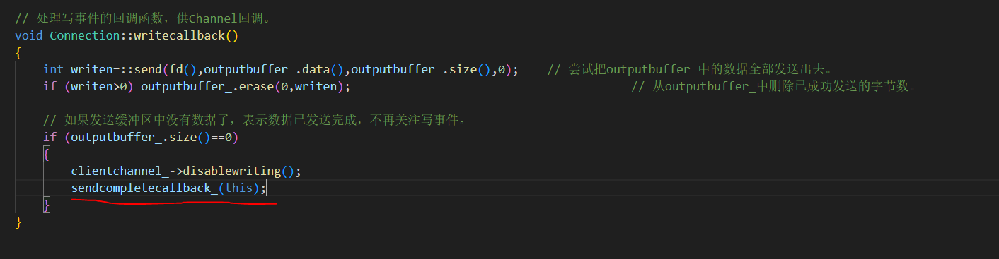 // 处理写事件的回调函数，供Channel回调。
void Connection::writecallback()
{
int writen=::send(fd(),outputbuffer_.data(),outputbuffer_.size(),0); // 尝试把outputbuffer_中的数据全部发送出去。
if (writen>0) outputbuffer_.erase(0,writen); // 从outputbuffer_中删除已成功发送的字节数。
// 如果发送缓冲区中没有数据了，表示数据已发送完成，不再关注写事件。
if (outputbuffer_.size()==0)
{
clientchannel_->disablewriting();
sendcompletecallback_(this);
}
}